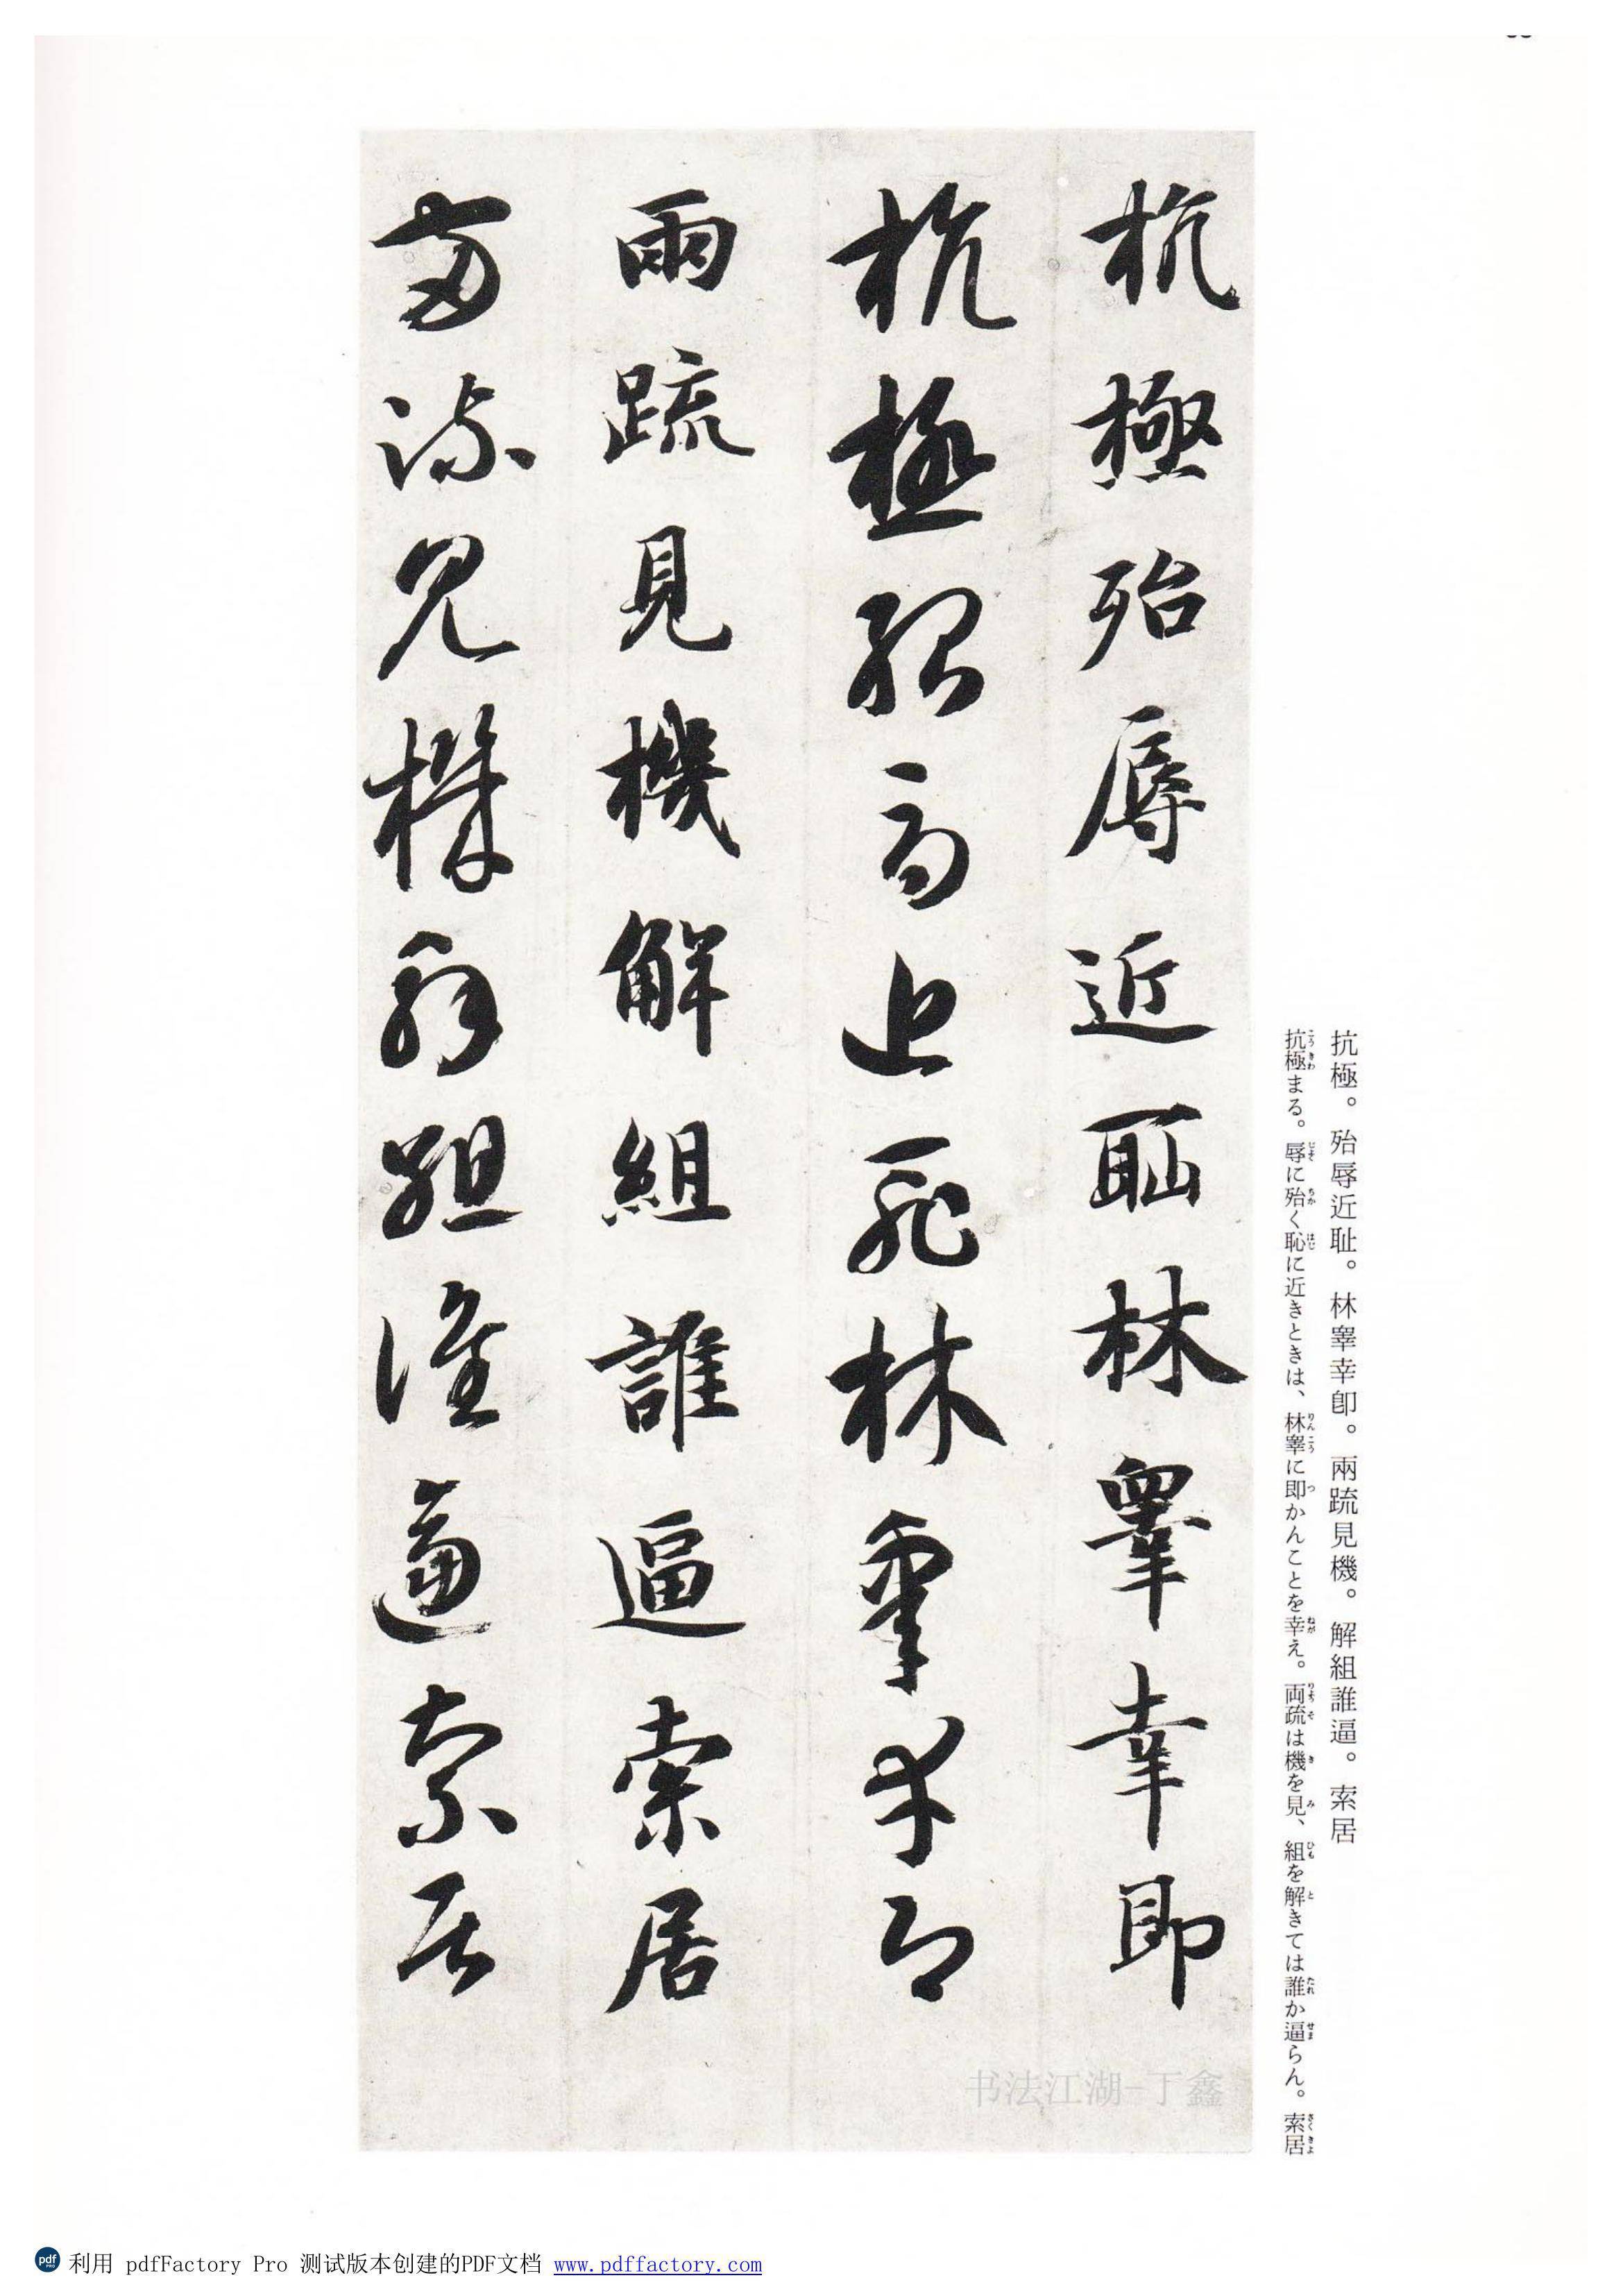 抗極。殆辱近耻。林睾幸卽。兩疏見機。解組誰逼。索居
抗極まる。辱に殆く恥に近きときは、林睾に即かんことを幸え。両疏は機を見、組を解きては誰か逼らん。索居
杭極殆辱近恥林睾幸即
杭極殆辱近恥林睾幸即
兩疏見機解組誰逼索居
兩疏見機解組誰逼索居
书法江湖-丁鑫
利用 pdfFactory Pro 测试版本创建的PDF文档 www.pdffactory.com